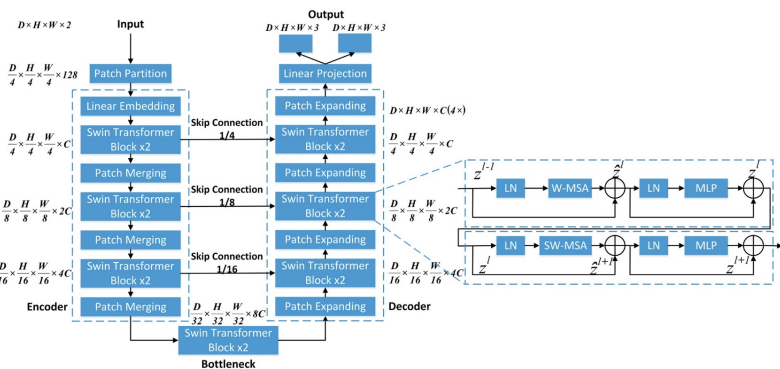 Input
D×H×W×2
Patch Partition
D/4×H/4×W/4×128
Linear Embedding
Swin Transformer
Block x2
D/4×H/4×W/4×C
Patch Merging
Swin Transformer
Block x2
D/8×H/8×W/8×2C
Patch Merging
Swin Transformer
Block x2
D/16×H/16×W/16×4C
Patch Merging
Encoder
D/32×H/32×W/32×8C
Swin Transformer
Block x2
Bottleneck
Skip Connection
1/4
Skip Connection
1/8
Skip Connection
1/16
Output
D×H×W×3
D×H×W×3
Linear Projection
Patch Expanding
D×H×W×C(4×)
Swin Transformer
Block x2
D/4×H/4×W/4×C
Patch Expanding
Swin Transformer
Block x2
D/8×H/8×W/8×2C
Patch Expanding
Swin Transformer
Block x2
D/16×H/16×W/16×4C
Patch Expanding
Decoder
z^{l-1} LN W-MSA ẑ^l LN MLP z^l
LN SW-MSA LN MLP
z^l ẑ^{l+1} z^{l+1}